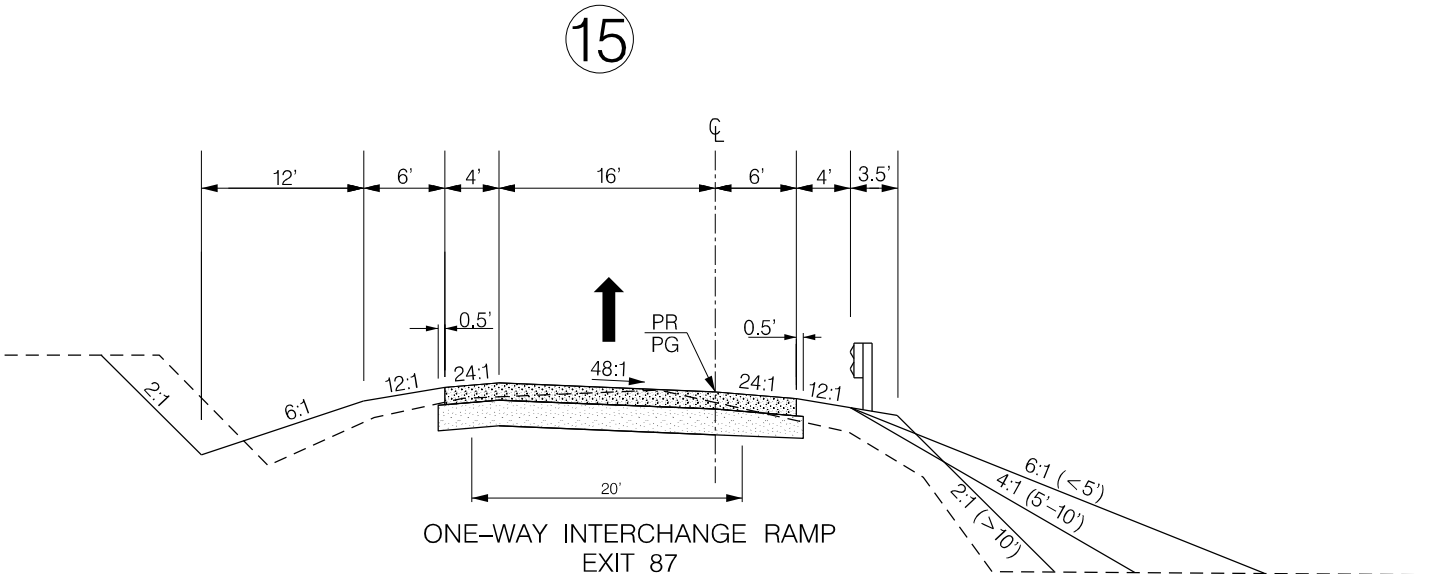 15
℄
12' 6' 4' 16' 6' 4' 3.5'
0.5' PR 0.5'
PG
2:1 6:1 12:1 24:1 48:1 24:1 12:1
6:1 (<5')
4:1 (5'–10')
2:1 (>10')
20'
ONE–WAY INTERCHANGE RAMP
EXIT 87